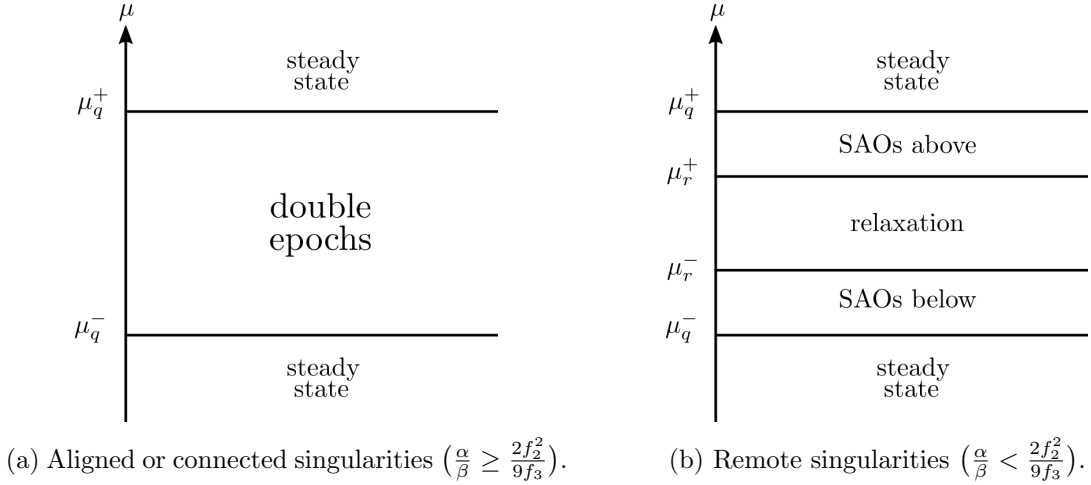 μ
steady
state
μ_q^+
double
epochs
μ_q^-
steady
state
(a) Aligned or connected singularities (α/β ≥ 2f_2^2/9f_3).
μ
steady
state
μ_q^+
SAOs above
μ_r^+
relaxation
μ_r^-
SAOs below
μ_q^-
steady
state
(b) Remote singularities (α/β < 2f_2^2/9f_3).